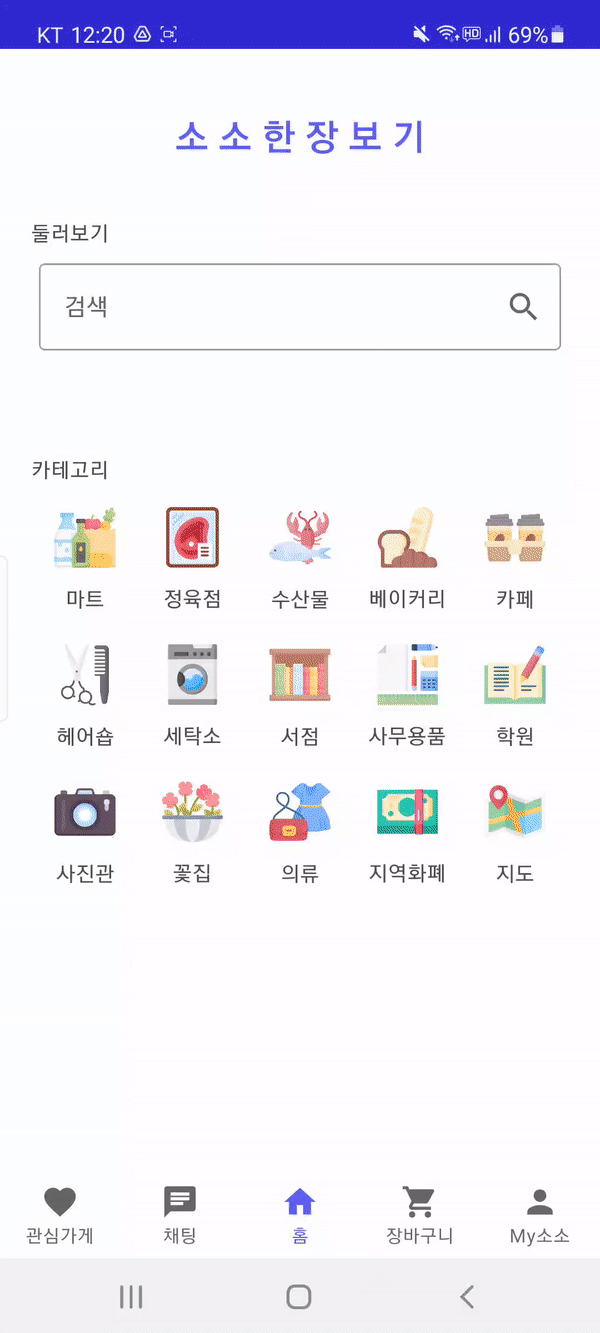 KT 12:20 HD 69%
소소한장보기
둘러보기
검색
카테고리
마트 정육점 수산물 베이커리 카페
헤어숍 세탁소 서점 사무용품 학원
사진관 꽃집 의류 지역화폐 지도
관심가게 채팅 홈 장바구니 My소소